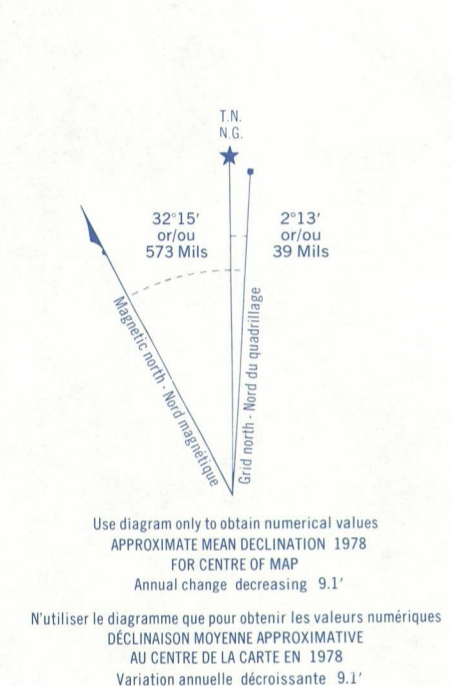 T.N.
N.G.
32°15′
or/ou
573 Mils
2°13′
or/ou
39 Mils
Magnetic north - Nord magnétique
Grid north - Nord du quadrillage
Use diagram only to obtain numerical values
APPROXIMATE MEAN DECLINATION 1978
FOR CENTRE OF MAP
Annual change decreasing 9.1′
N'utiliser le diagramme que pour obtenir les valeurs numériques
DÉCLINAISON MOYENNE APPROXIMATIVE
AU CENTRE DE LA CARTE EN 1978
Variation annuelle décroissante 9.1′